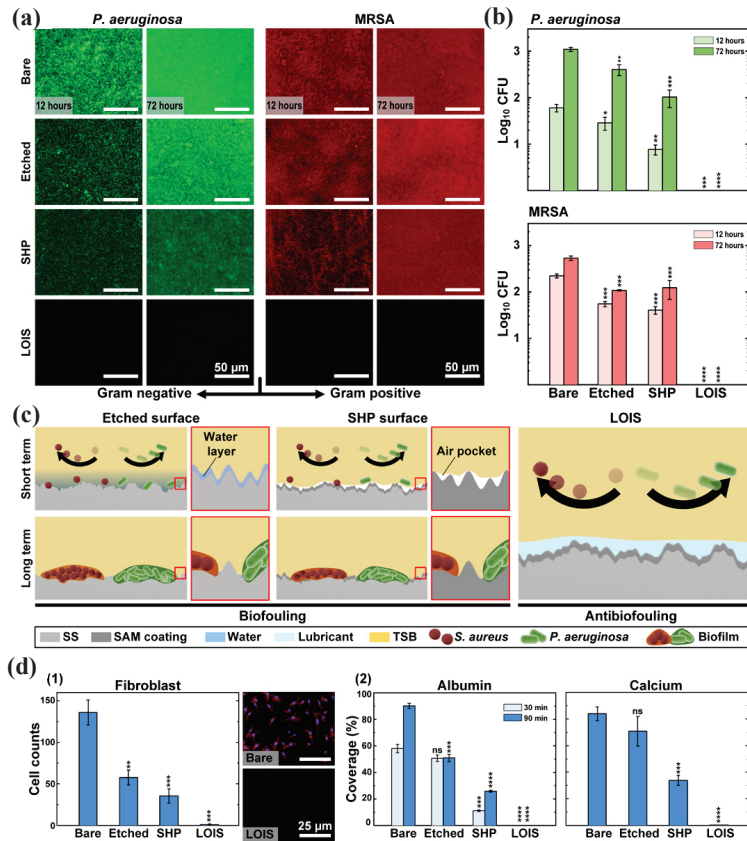 (a)
P. aeruginosa
MRSA
Bare
12 hours
72 hours
12 hours
72 hours
Etched
SHP
LOIS
50 μm
50 μm
Gram negative
Gram positive
(b)
P. aeruginosa
12 hours
72 hours
Log10 CFU
3
2
1
*
**
**
***
***
****
MRSA
12 hours
72 hours
Log10 CFU
3
2
1
***
***
***
***
****
****
Bare
Etched
SHP
LOIS
(c)
Etched surface
SHP surface
LOIS
Short term
Water
layer
Air pocket
Long term
Biofouling
Antibiofouling
SS
SAM coating
Water
Lubricant
TSB
S. aureus
P. aeruginosa
Biofilm
(d)
(1)
Fibroblast
Cell counts
150
100
50
0
**
***
***
Bare
Etched
SHP
LOIS
Bare
LOIS
25 μm
(2)
Albumin
30 min
90 min
Coverage (%)
100
80
60
40
20
0
ns
***
***
****
****
****
Bare
Etched
SHP
LOIS
Calcium
ns
****
****
Bare
Etched
SHP
LOIS